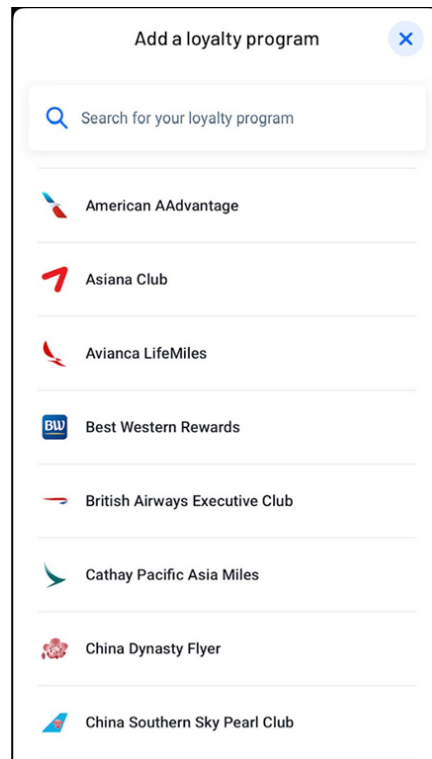 Add a loyalty program
Search for your loyalty program
American AAdvantage
Asiana Club
Avianca LifeMiles
BW
Best Western Rewards
British Airways Executive Club
Cathay Pacific Asia Miles
China Dynasty Flyer
China Southern Sky Pearl Club